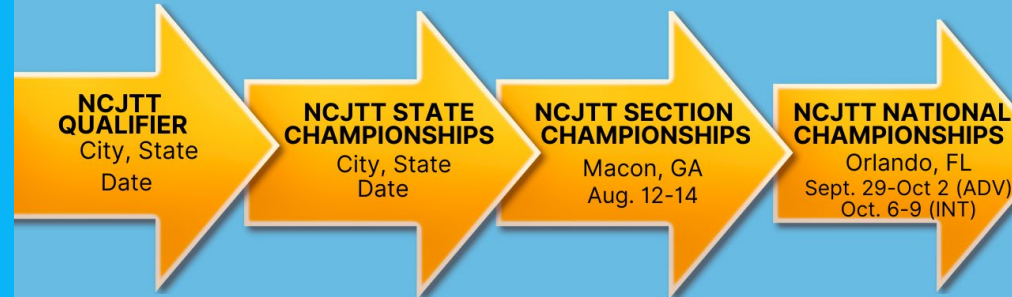 NCJTT
QUALIFIER
City, State
Date
NCJTT STATE
CHAMPIONSHIPS
City, State
Date
NCJTT SECTION
CHAMPIONSHIPS
Macon, GA
Aug. 12-14
NCJTT NATIONAL
CHAMPIONSHIPS
Orlando, FL
Sept. 29-Oct 2 (ADV)
Oct. 6-9 (INT)